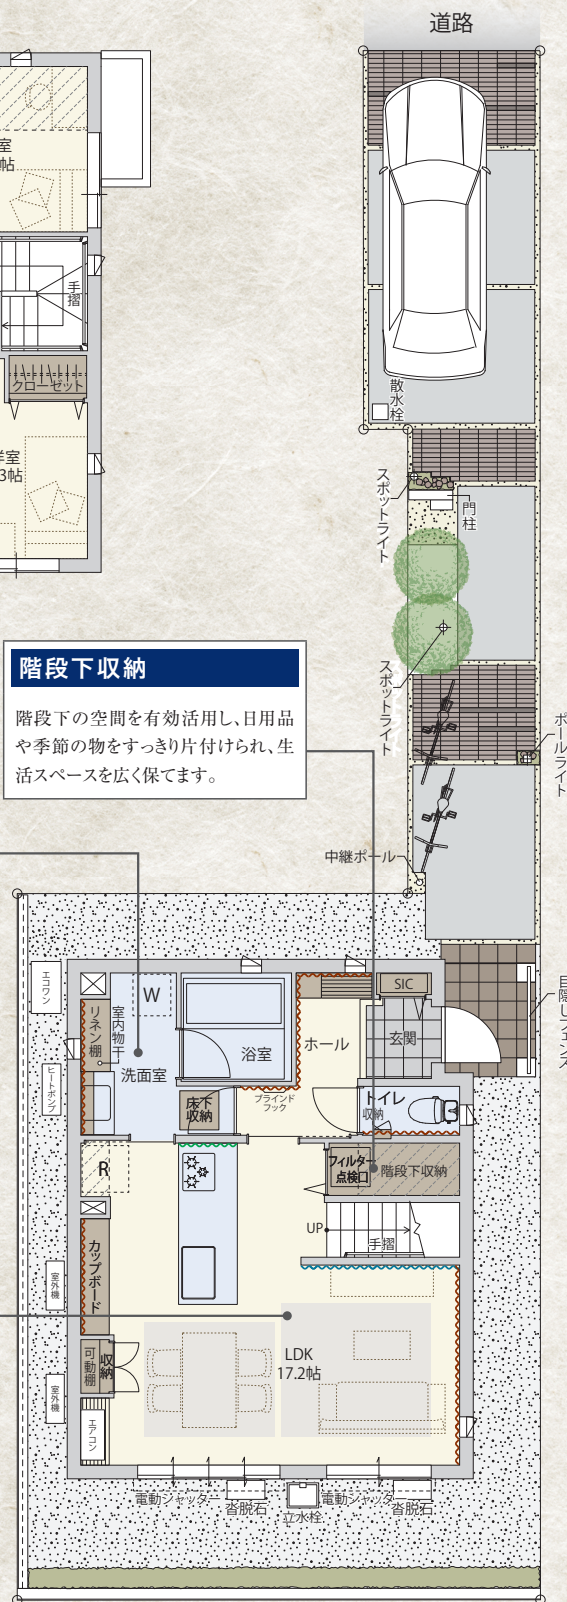 道路
室
帖
手摺
クローゼット
洋室
3帖
散水栓
スポットライト
門柱
スポットライト
ポールライト
中継ポール
目隠しフェンス
階段下収納
階段下の空間を有効活用し、日用品
や季節の物をすっきり片付けられ、生
活スペースを広く保てます。
エコワン
ヒートポンプ
室外機
室外機
リネン棚
室内物干
W
洗面室
浴室
床下
収納
ブラインド
フック
ホール
SIC
玄関
トイレ
収納
フィルター
点検口
階段下収納
R
UP
手摺
カップボード
可動棚
収納
エアコン
LDK
17.2帖
電動シャッター
沓脱石
立水栓
電動シャッター
沓脱石